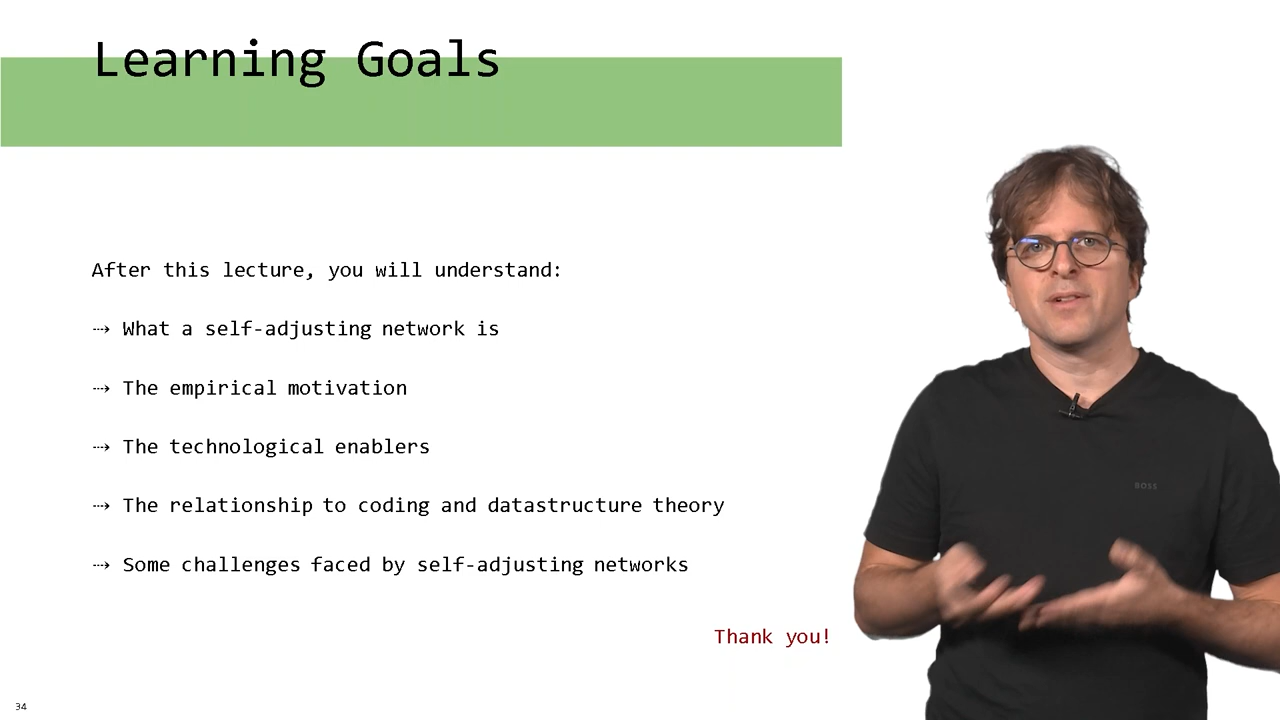 Learning Goals
After this lecture, you will understand:
⇢ What a self-adjusting network is
⇢ The empirical motivation
⇢ The technological enablers
⇢ The relationship to coding and datastructure theory
⇢ Some challenges faced by self-adjusting networks
Thank you!
BOSS
34